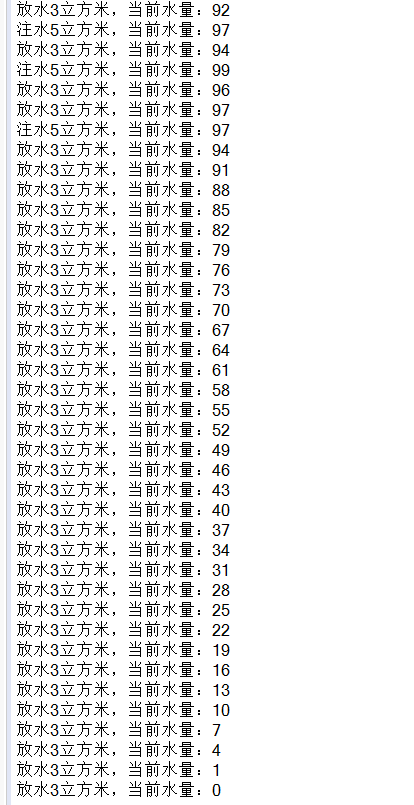 放水3立方米，当前水量：92
注水5立方米，当前水量：97
放水3立方米，当前水量：94
注水5立方米，当前水量：99
放水3立方米，当前水量：96
放水3立方米，当前水量：97
注水5立方米，当前水量：97
放水3立方米，当前水量：94
放水3立方米，当前水量：91
放水3立方米，当前水量：88
放水3立方米，当前水量：85
放水3立方米，当前水量：82
放水3立方米，当前水量：79
放水3立方米，当前水量：76
放水3立方米，当前水量：73
放水3立方米，当前水量：70
放水3立方米，当前水量：67
放水3立方米，当前水量：64
放水3立方米，当前水量：61
放水3立方米，当前水量：58
放水3立方米，当前水量：55
放水3立方米，当前水量：52
放水3立方米，当前水量：49
放水3立方米，当前水量：46
放水3立方米，当前水量：43
放水3立方米，当前水量：40
放水3立方米，当前水量：37
放水3立方米，当前水量：34
放水3立方米，当前水量：31
放水3立方米，当前水量：28
放水3立方米，当前水量：25
放水3立方米，当前水量：22
放水3立方米，当前水量：19
放水3立方米，当前水量：16
放水3立方米，当前水量：13
放水3立方米，当前水量：10
放水3立方米，当前水量：7
放水3立方米，当前水量：4
放水3立方米，当前水量：1
放水3立方米，当前水量：0